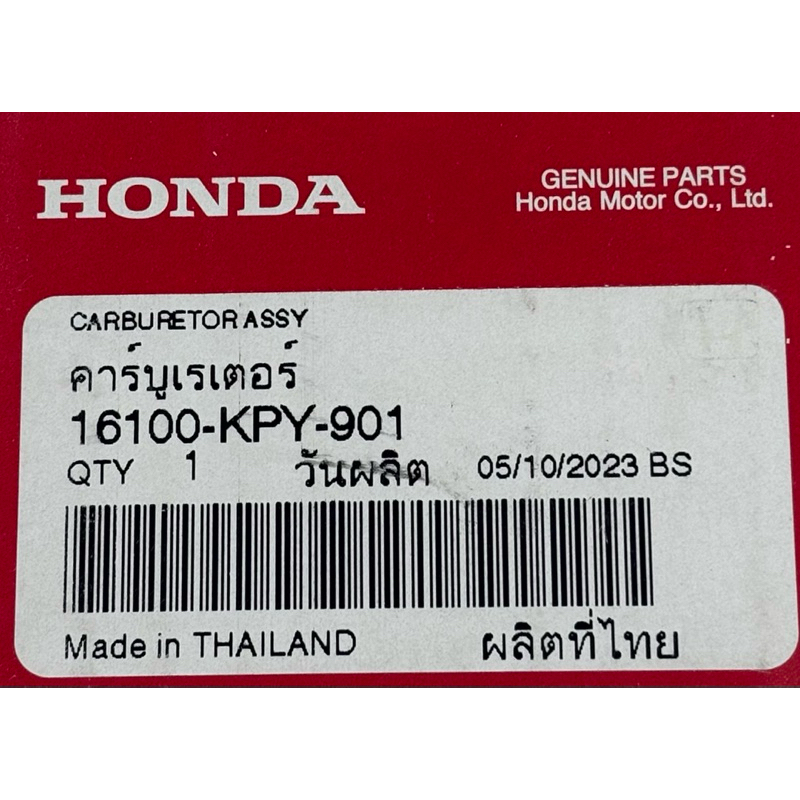 HONDA
GENUINE PARTS
Honda Motor Co., Ltd.
CARBURETOR ASSY
คาร์บูเรเตอร์
16100-KPY-901
QTY 1 วันผลิต 05/10/2023 BS
Made in THAILAND ผลิตที่ไทย